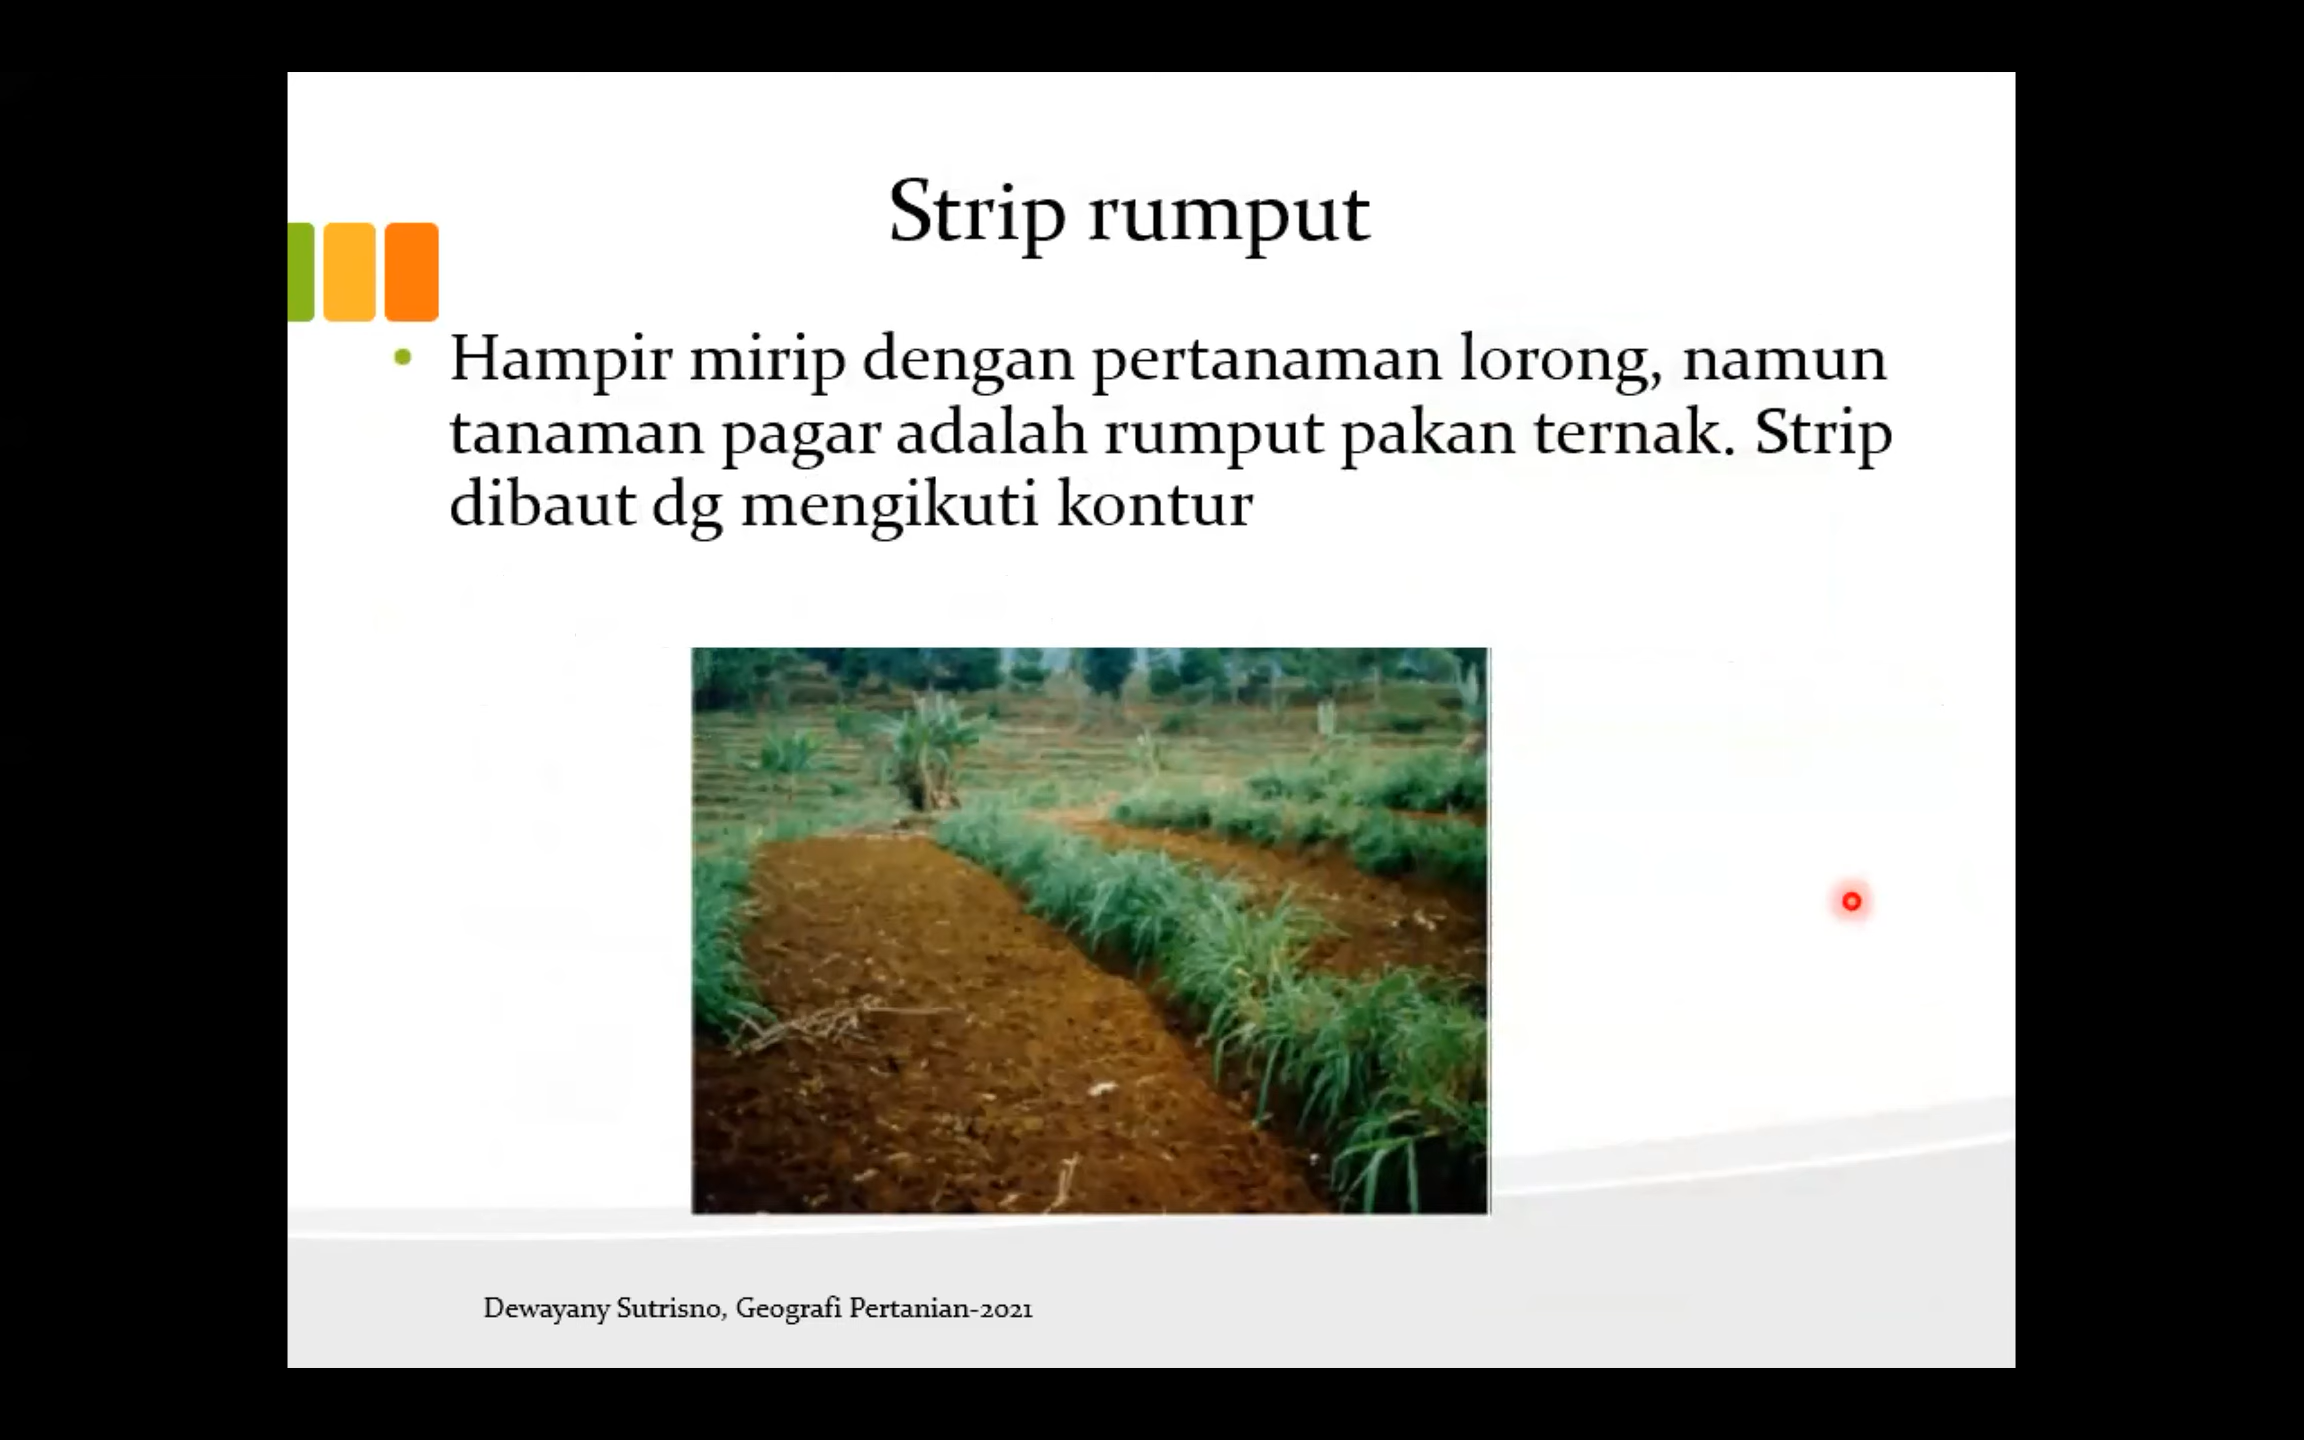 Strip rumput
• Hampir mirip dengan pertanaman lorong, namun
tanaman pagar adalah rumput pakan ternak. Strip
dibaut dg mengikuti kontur
Dewayany Sutrisno, Geografi Pertanian-2021